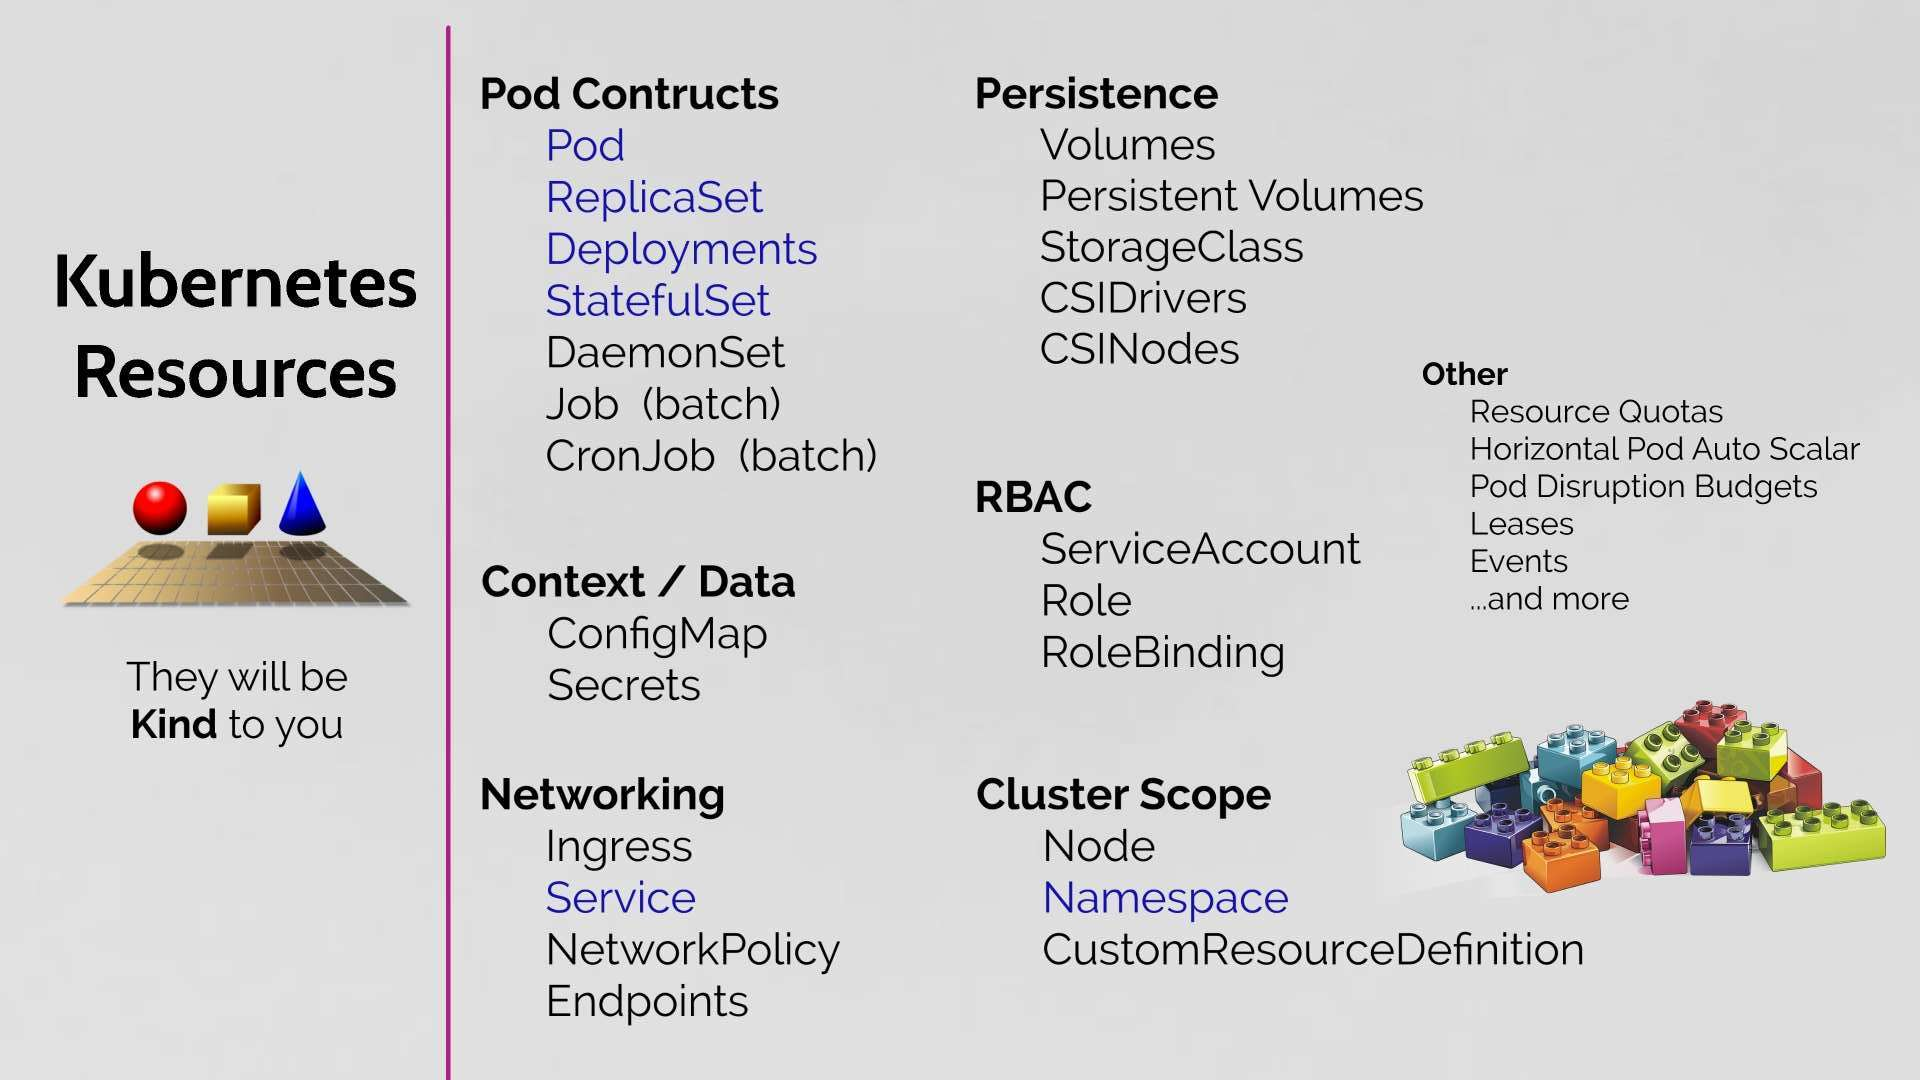 Kubernetes
Resources
They will be
Kind to you
Pod Contructs
Pod
ReplicaSet
Deployments
StatefulSet
DaemonSet
Job (batch)
CronJob (batch)
Context / Data
ConfigMap
Secrets
Networking
Ingress
Service
NetworkPolicy
Endpoints
Persistence
Volumes
Persistent Volumes
StorageClass
CSIDrivers
CSINodes
RBAC
ServiceAccount
Role
RoleBinding
Cluster Scope
Node
Namespace
CustomResourceDefinition
Other
Resource Quotas
Horizontal Pod Auto Scalar
Pod Disruption Budgets
Leases
Events
...and more